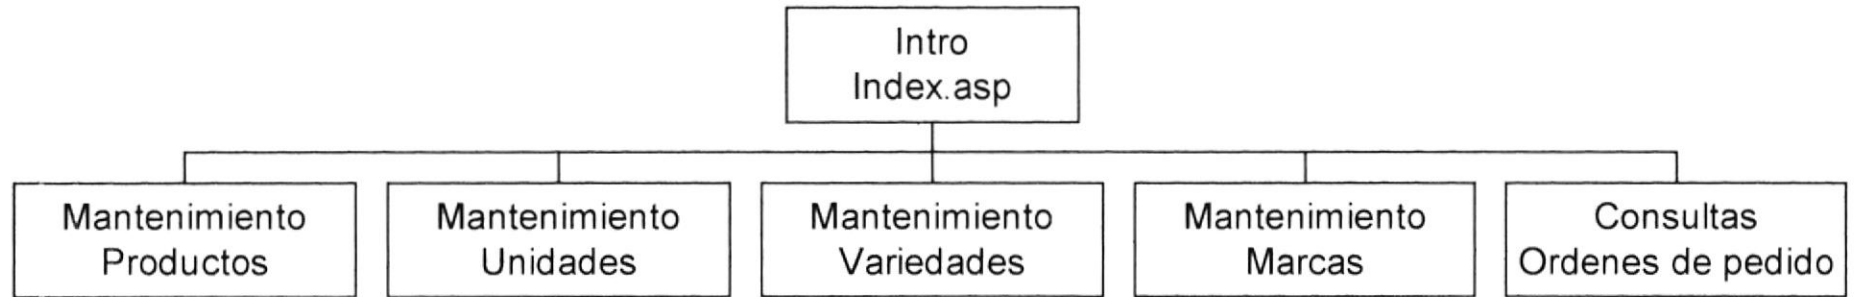 Intro
Index.asp
Mantenimiento
Productos
Mantenimiento
Unidades
Mantenimiento
Variedades
Mantenimiento
Marcas
Consultas
Ordenes de pedido